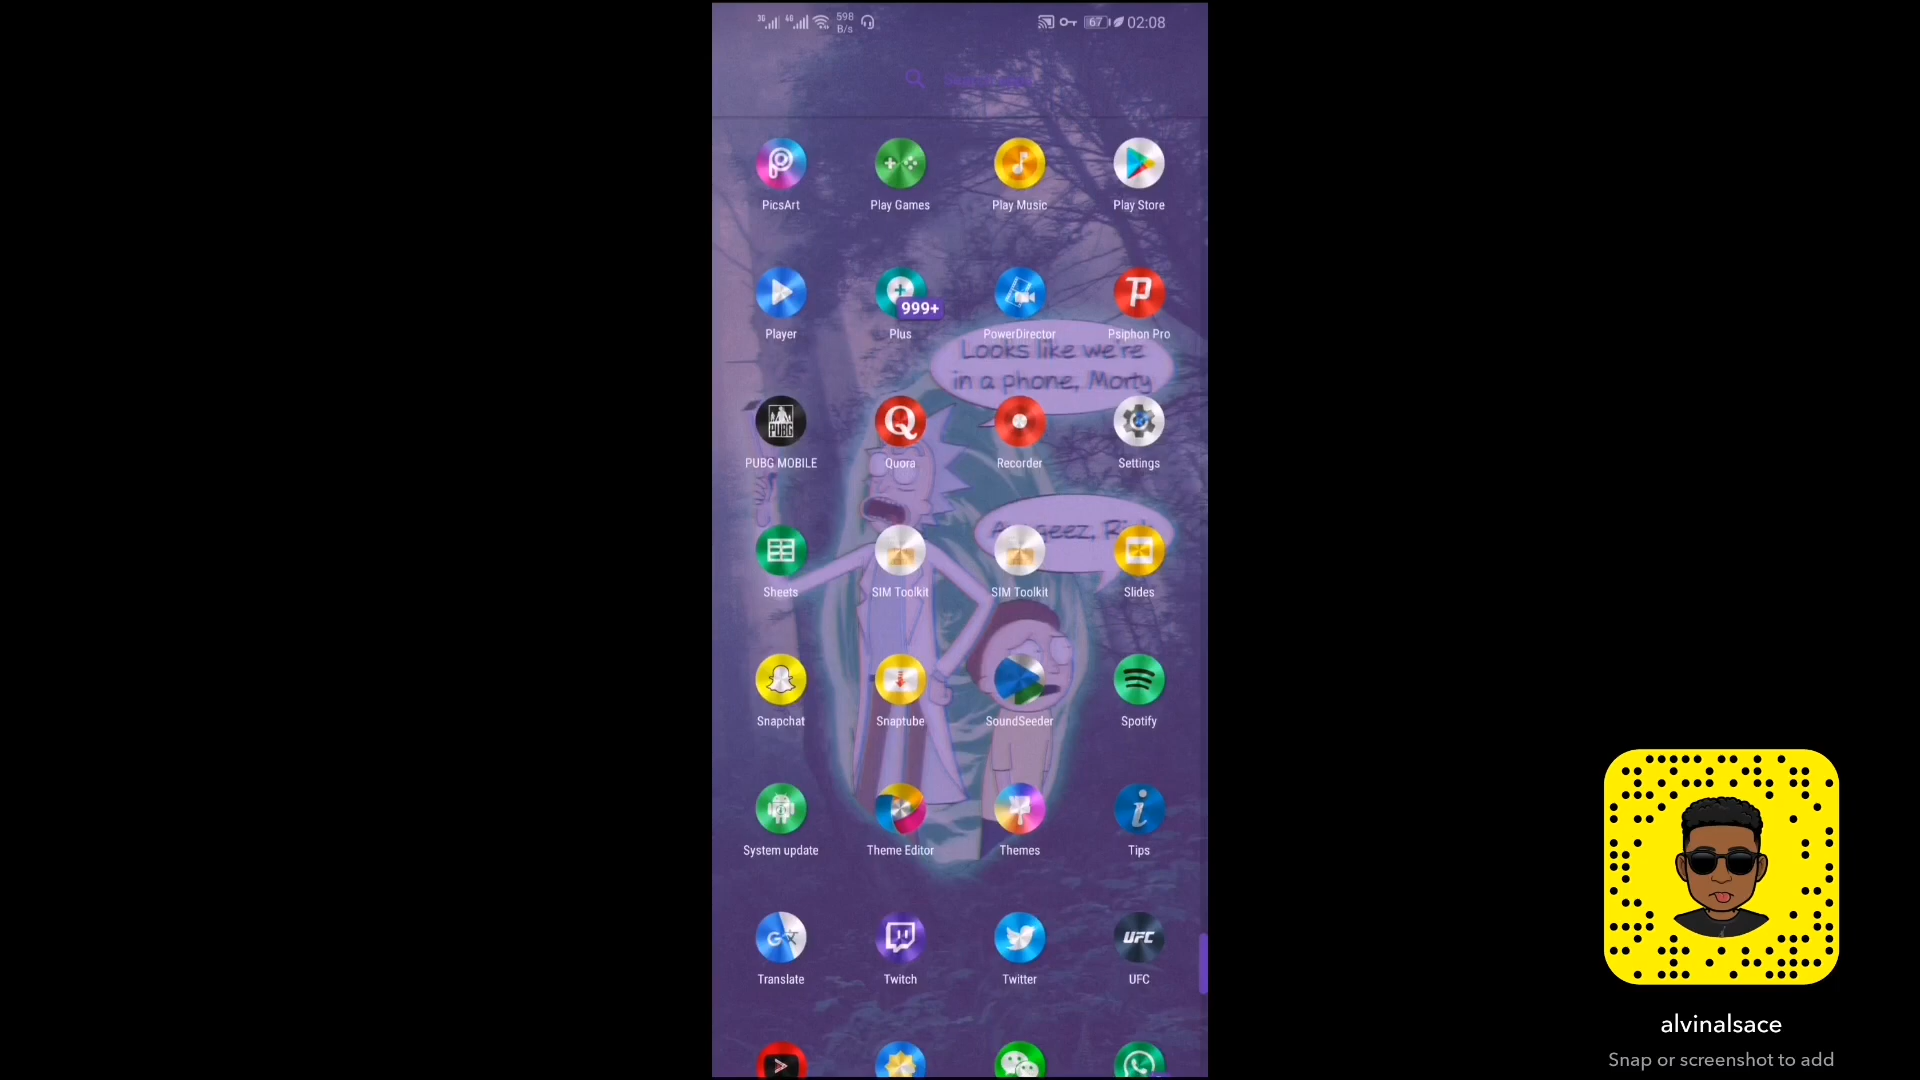 3G 4G 598 B/s 67 02:08
PicsArt Play Games Play Music Play Store
Player Plus 999+ PowerDirector Psiphon Pro
Looks like we're
in a phone, Morty
PUBG
PUBG MOBILE Quora Recorder Settings
geez,
Sheets SIM Toolkit SIM Toolkit Slides
Snapchat Snaptube SoundSeeder Spotify
System update Theme Editor Themes Tips
UFC
Translate Twitch Twitter UFC
alvinalsace
Snap or screenshot to add